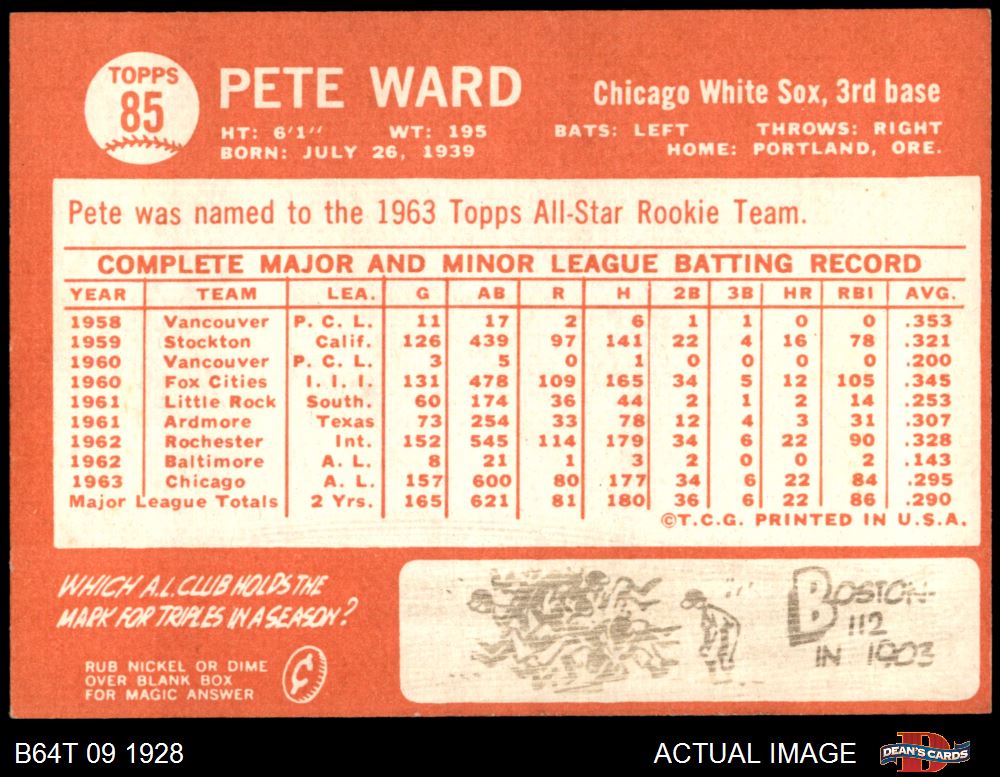 TOPPS
85
PETE WARD
Chicago White Sox, 3rd base
HT: 6'1" WT: 195 BATS: LEFT THROWS: RIGHT
BORN: JULY 26, 1939 HOME: PORTLAND, ORE.
Pete was named to the 1963 Topps All-Star Rookie Team.
COMPLETE MAJOR AND MINOR LEAGUE BATTING RECORD
YEAR TEAM LEA. G AB R H 2B 3B HR RBI AVG.
1958 Vancouver P. C. L. 11 17 2 6 1 1 0 0 .353
1959 Stockton Calif. 126 439 97 141 22 4 16 78 .321
1960 Vancouver P. C. L. 3 5 0 1 0 0 0 0 .200
1960 Fox Cities I. I. I. 131 478 109 165 34 5 12 105 .345
1961 Little Rock South. 60 174 36 44 2 1 2 14 .253
1961 Ardmore Texas 73 254 33 78 12 4 3 31 .307
1962 Rochester Int. 152 545 114 179 34 6 22 90 .328
1962 Baltimore A. L. 8 21 1 3 2 0 0 2 .143
1963 Chicago A. L. 157 600 80 177 34 6 22 84 .295
Major League Totals 2 Yrs. 165 621 81 180 36 6 22 86 .290
©T.C.G. PRINTED IN U.S.A.
WHICH A.L. CLUB HOLDS THE
MARK FOR TRIPLES IN A SEASON?
RUB NICKEL OR DIME
OVER BLANK BOX
FOR MAGIC ANSWER
BOSTON-
112
IN 1903
B64T 09 1928
ACTUAL IMAGE
DEAN'S CARDS